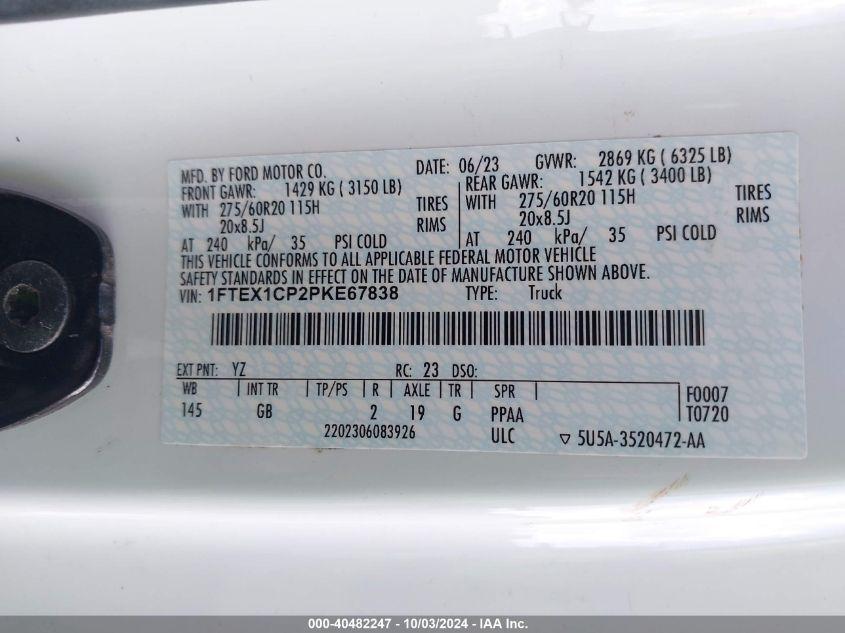 MFD. BY FORD MOTOR CO. DATE: 06/23 GVWR: 2869 KG ( 6325 LB)
FRONT GAWR: 1429 KG ( 3150 LB) REAR GAWR: 1542 KG ( 3400 LB)
WITH 275/60R20 115H TIRES WITH 275/60R20 115H TIRES
20x8.5J RIMS 20x8.5J RIMS
AT 240 kPa/ 35 PSI COLD AT 240 kPa/ 35 PSI COLD
THIS VEHICLE CONFORMS TO ALL APPLICABLE FEDERAL MOTOR VEHICLE
SAFETY STANDARDS IN EFFECT ON THE DATE OF MANUFACTURE SHOWN ABOVE.
VIN: 1FTEX1CP2PKE67838 TYPE: Truck
EXT PNT: YZ RC: 23 DSO:
WB INT TR TP/PS R AXLE TR SPR F0007
145 GB 2 19 G PPAA T0720
2202306083926 ULC ▽ 5U5A-3520472-AA
000-40482247 - 10/03/2024 - IAA Inc.